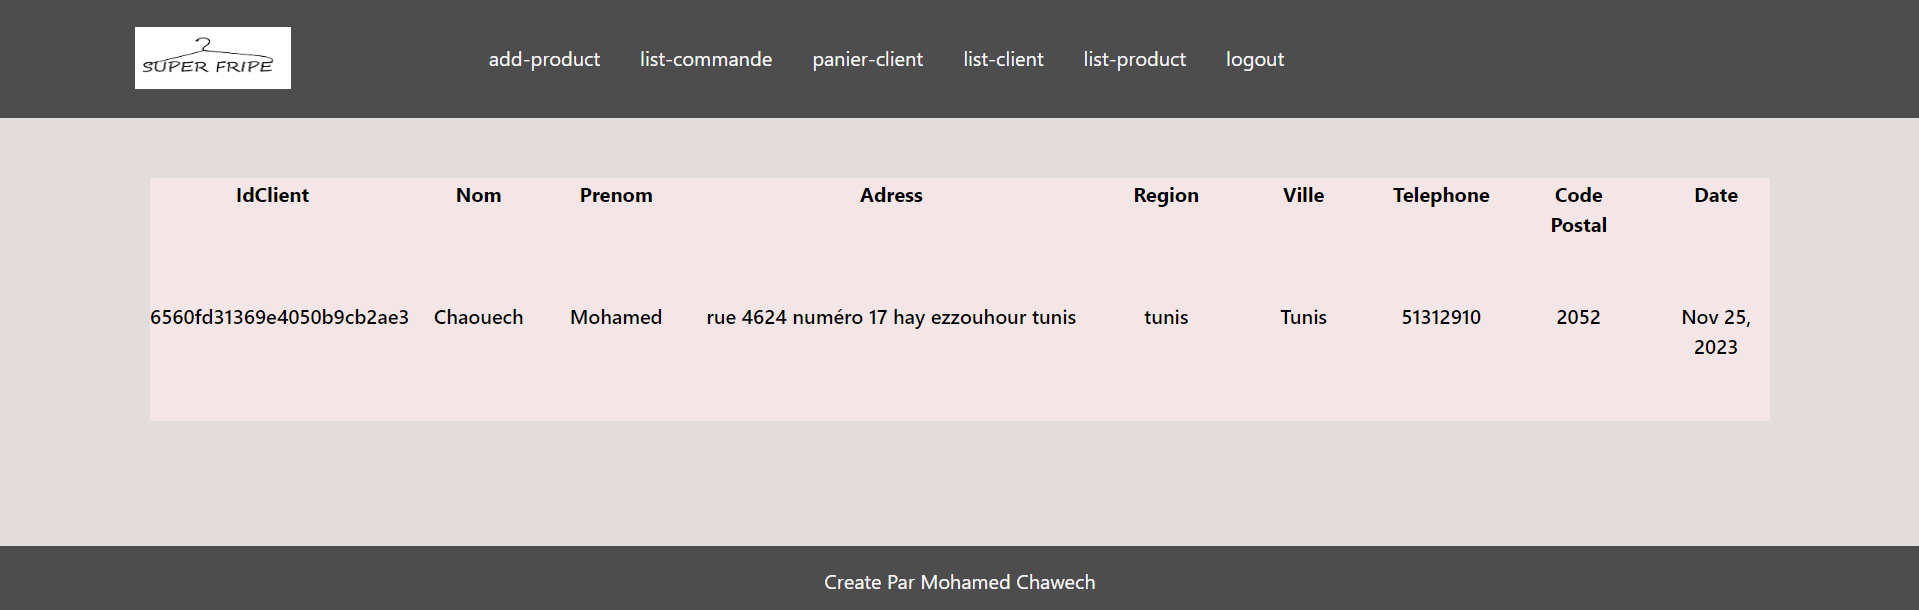 SUPER FRIPE
add-product list-commande panier-client list-client list-product logout
IdClient Nom Prenom Adress Region Ville Telephone Code Postal Date
6560fd31369e4050b9cb2ae3 Chaouech Mohamed rue 4624 numéro 17 hay ezzouhour tunis tunis Tunis 51312910 2052 Nov 25, 2023
Create Par Mohamed Chawech